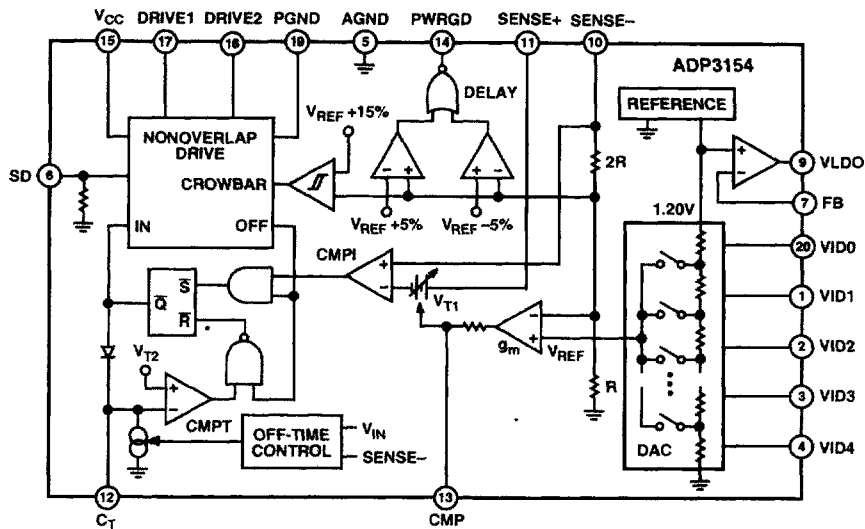 VCC DRIVE1 DRIVE2 PGND AGND PWRGD SENSE+ SENSE–
15 17 18 19 5 14 11 10
ADP3154
DELAY
REFERENCE
VREF +15%
NONOVERLAP
DRIVE
2R
SD 6
CROWBAR
9 VLDO
7 FB
VREF +5% VREF –5%
1.20V
IN OFF
20 VID0
CMPI
S
Q
R
VT1
1 VID1
gm
VREF
VT2
2 VID2
R
3 VID3
CMPT
OFF-TIME
CONTROL
VIN
SENSE–
DAC
4 VID4
12 13
CT CMP